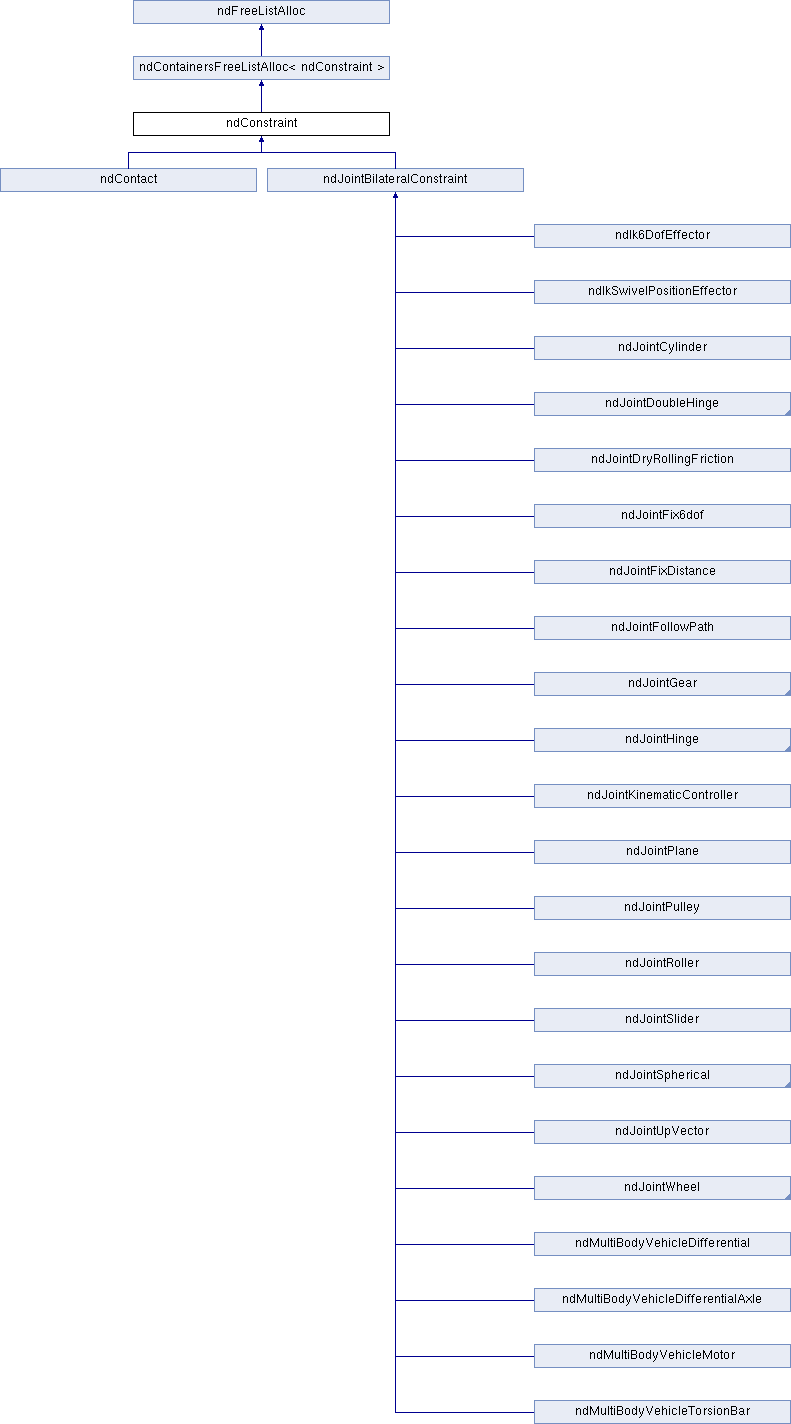 ndFreeListAlloc
ndContainersFreeListAlloc< ndConstraint >
ndConstraint
ndContact
ndJointBilateralConstraint
ndIk6DofEffector
ndIkSwivelPositionEffector
ndJointCylinder
ndJointDoubleHinge
ndJointDryRollingFriction
ndJointFix6dof
ndJointFixDistance
ndJointFollowPath
ndJointGear
ndJointHinge
ndJointKinematicController
ndJointPlane
ndJointPulley
ndJointRoller
ndJointSlider
ndJointSpherical
ndJointUpVector
ndJointWheel
ndMultiBodyVehicleDifferential
ndMultiBodyVehicleDifferentialAxle
ndMultiBodyVehicleMotor
ndMultiBodyVehicleTorsionBar